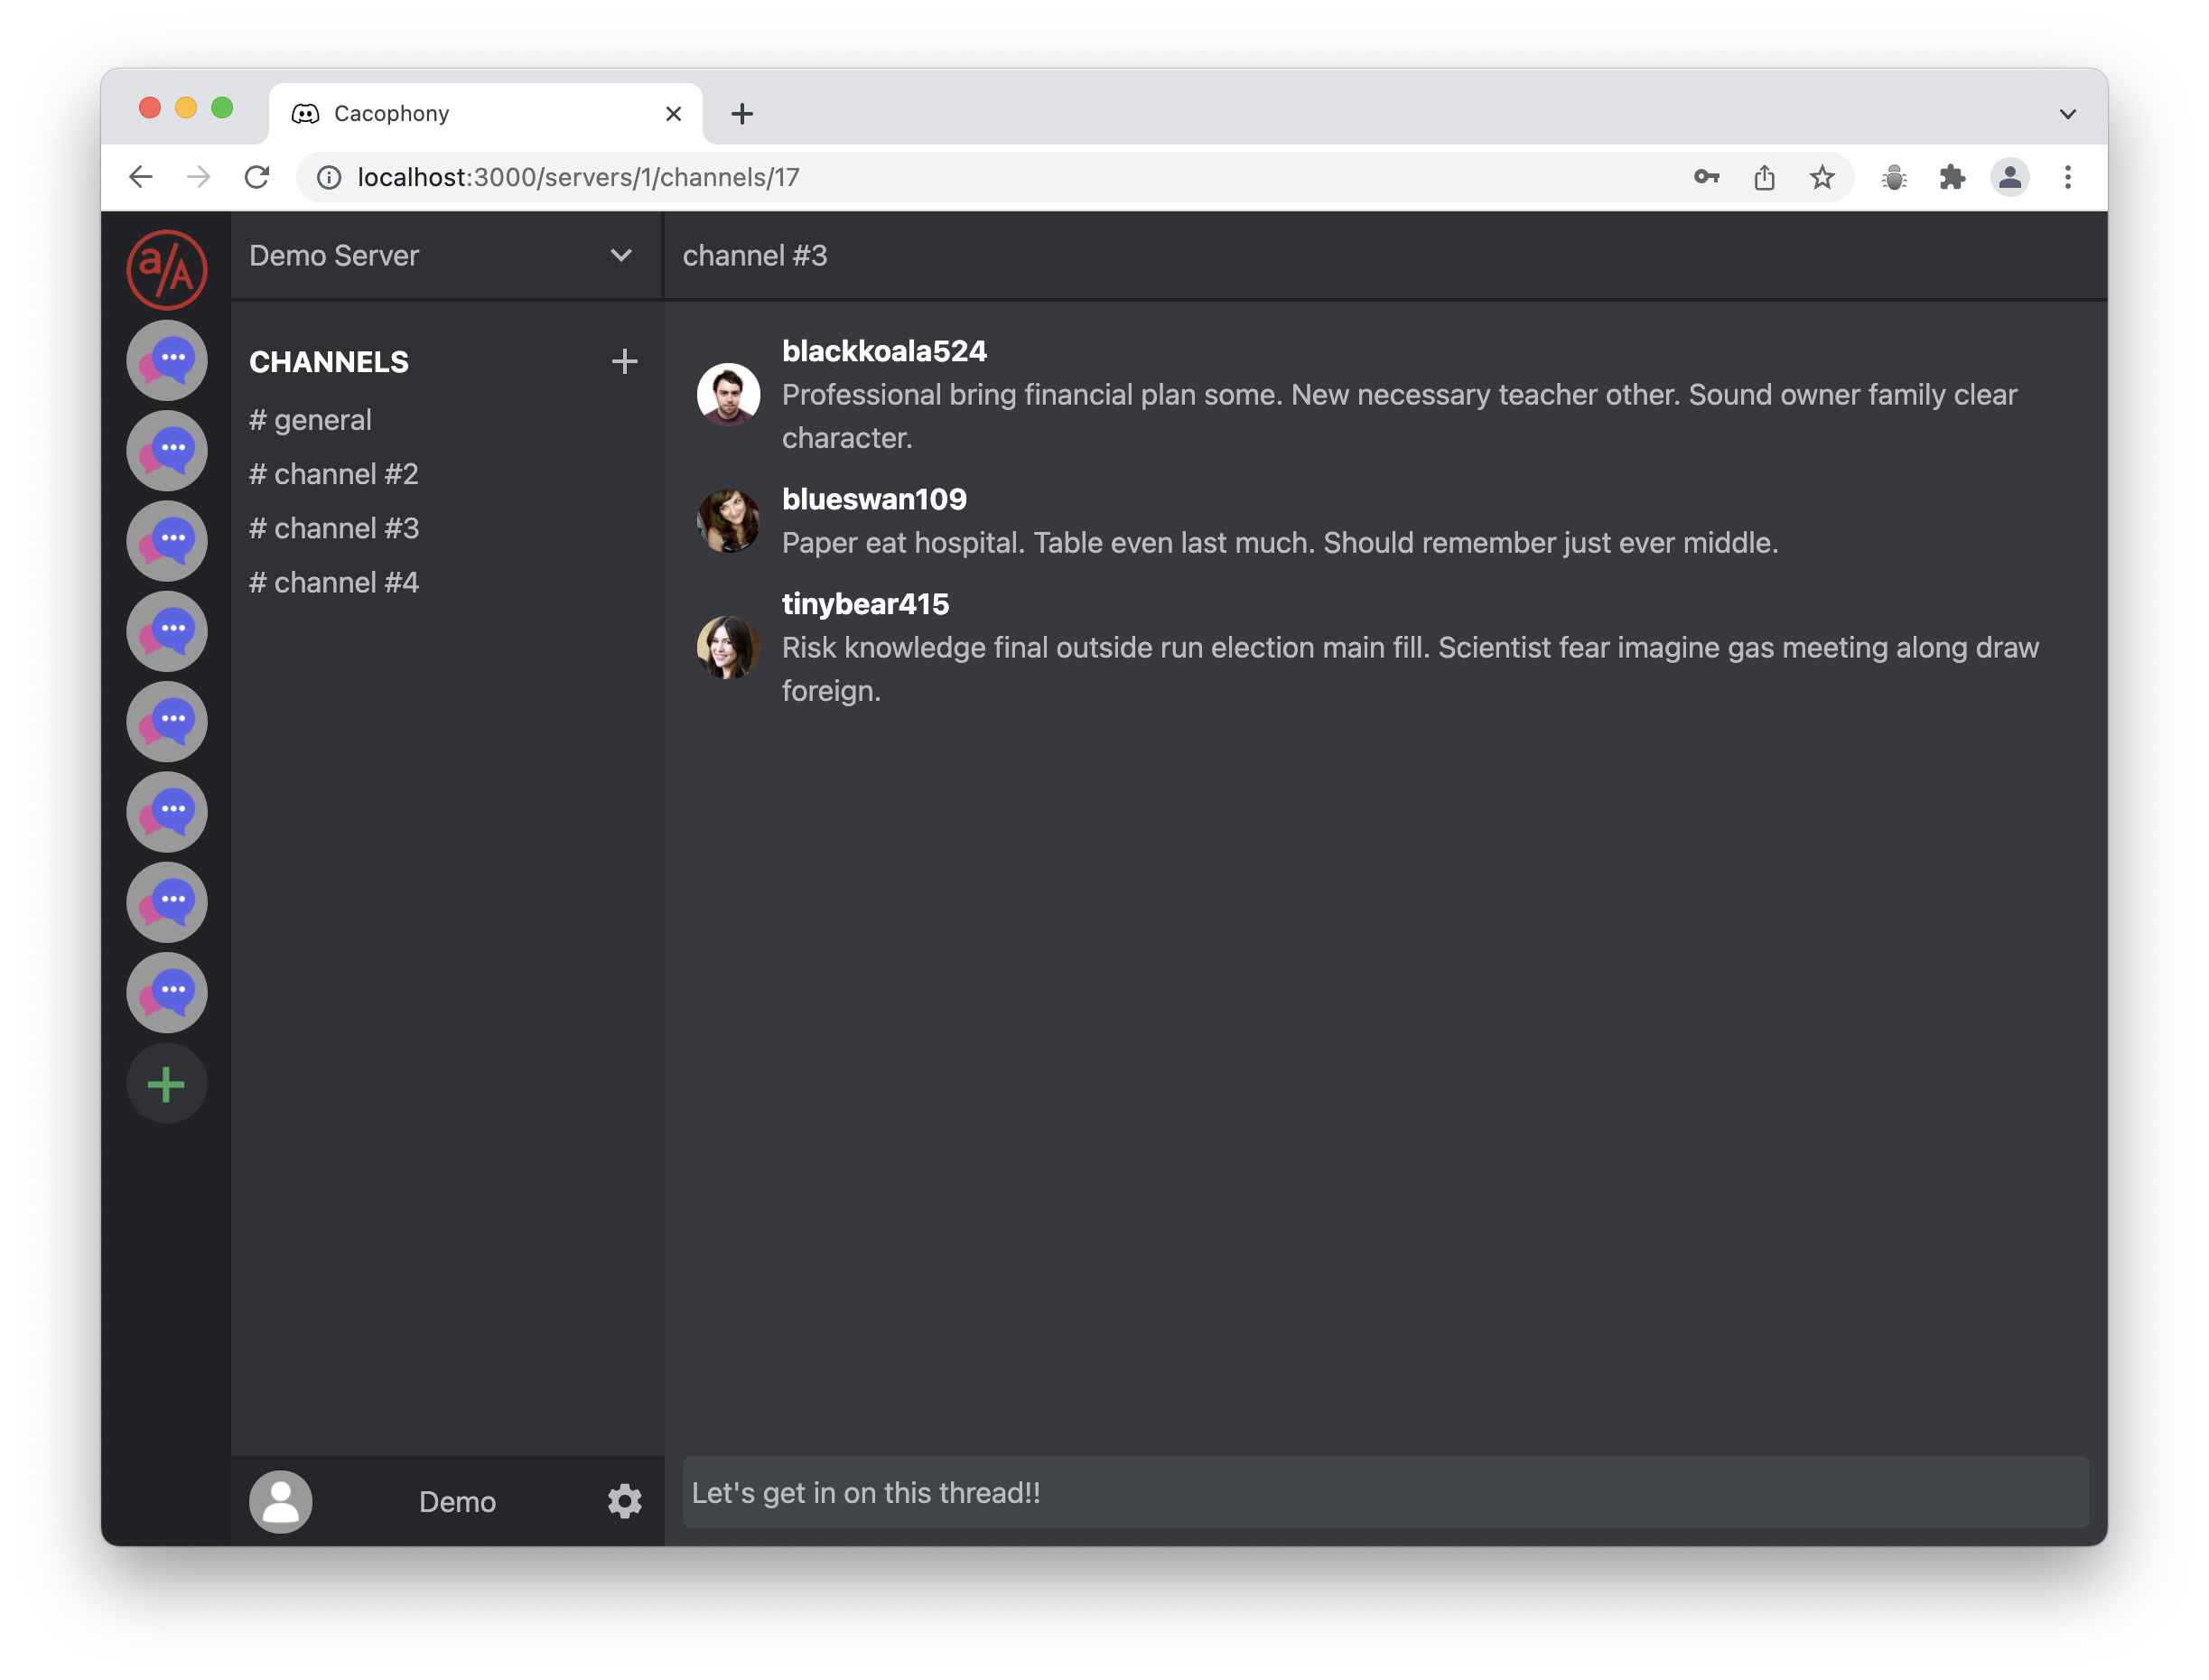 Cacophony
localhost:3000/servers/1/channels/17
a/A
Demo Server
channel #3
CHANNELS
# general
# channel #2
# channel #3
# channel #4
blackkoala524
Professional bring financial plan some. New necessary teacher other. Sound owner family clear
character.
blueswan109
Paper eat hospital. Table even last much. Should remember just ever middle.
tinybear415
Risk knowledge final outside run election main fill. Scientist fear imagine gas meeting along draw
foreign.
Demo
Let's get in on this thread!!